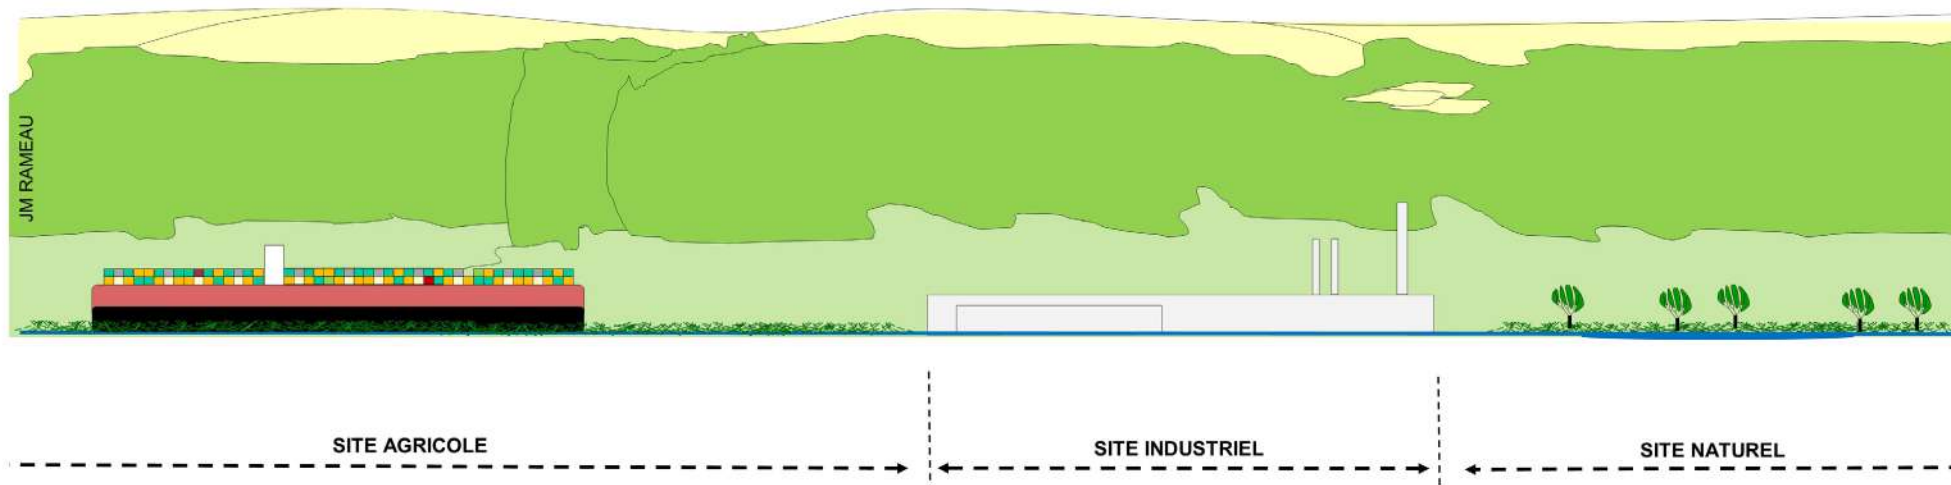 JM RAMEAU
SITE AGRICOLE
SITE INDUSTRIEL
SITE NATUREL